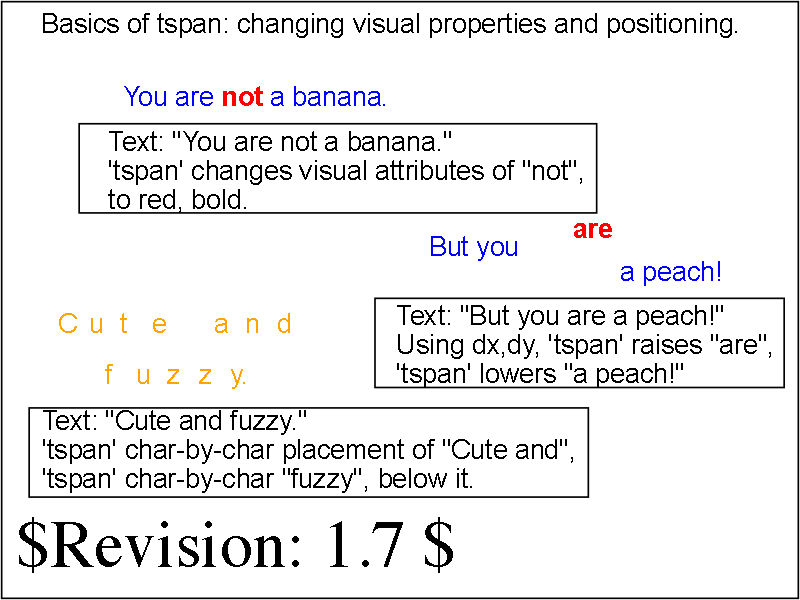 Basics of tspan: changing visual properties and positioning.
You are not a banana.
Text: "You are not a banana."
'tspan' changes visual attributes of "not",
to red, bold.
But you are a peach!
Text: "But you are a peach!"
Using dx,dy, 'tspan' raises "are",
'tspan' lowers "a peach!"
Cute and
fuzzy.
Text: "Cute and fuzzy."
'tspan' char-by-char placement of "Cute and",
'tspan' char-by-char "fuzzy", below it.
$Revision: 1.7 $